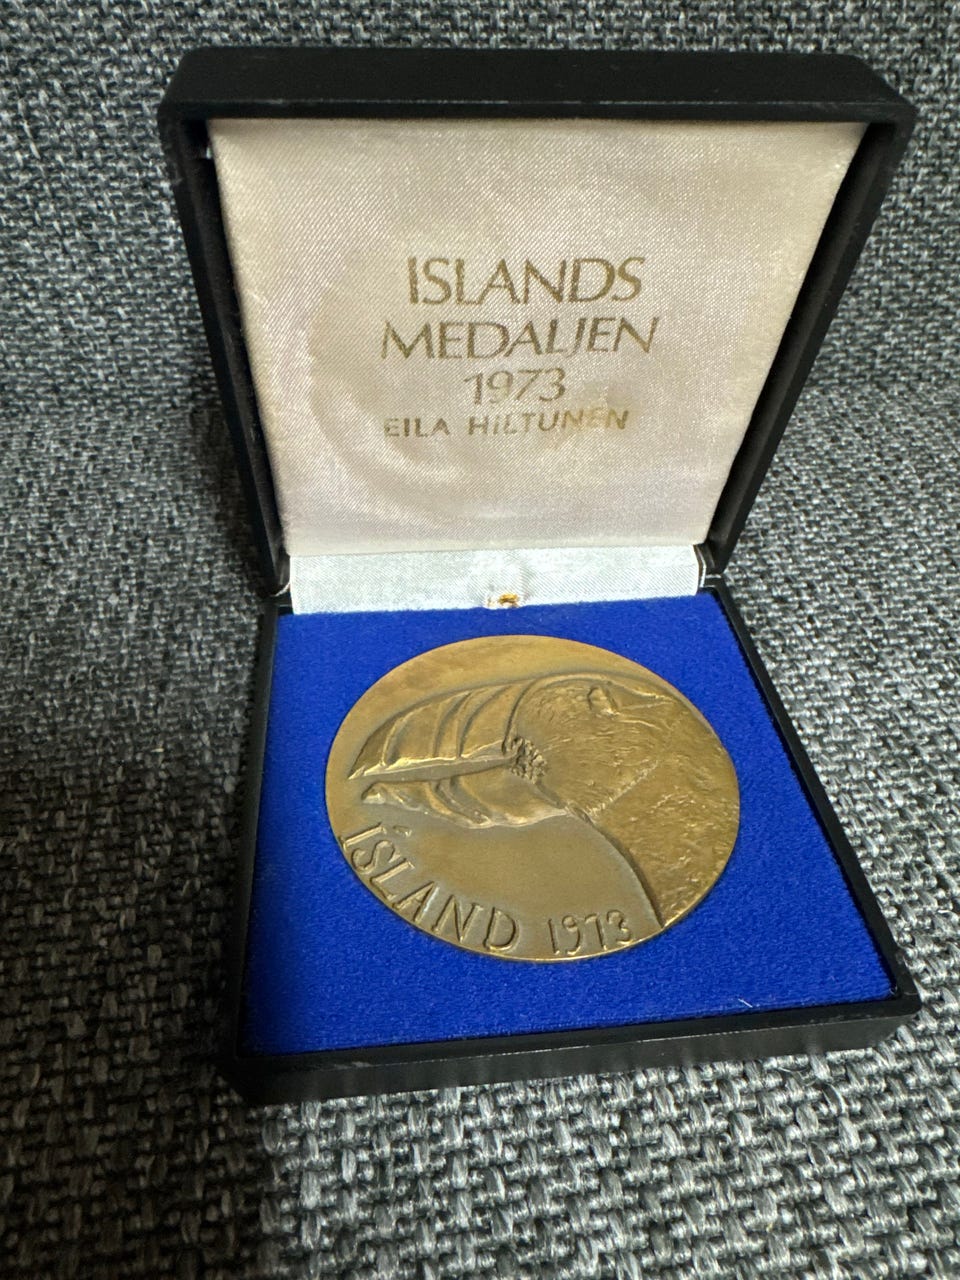 ISLANDS
MEDALJEN
1973
EILA HILTUNEN
ÍSLAND 1973